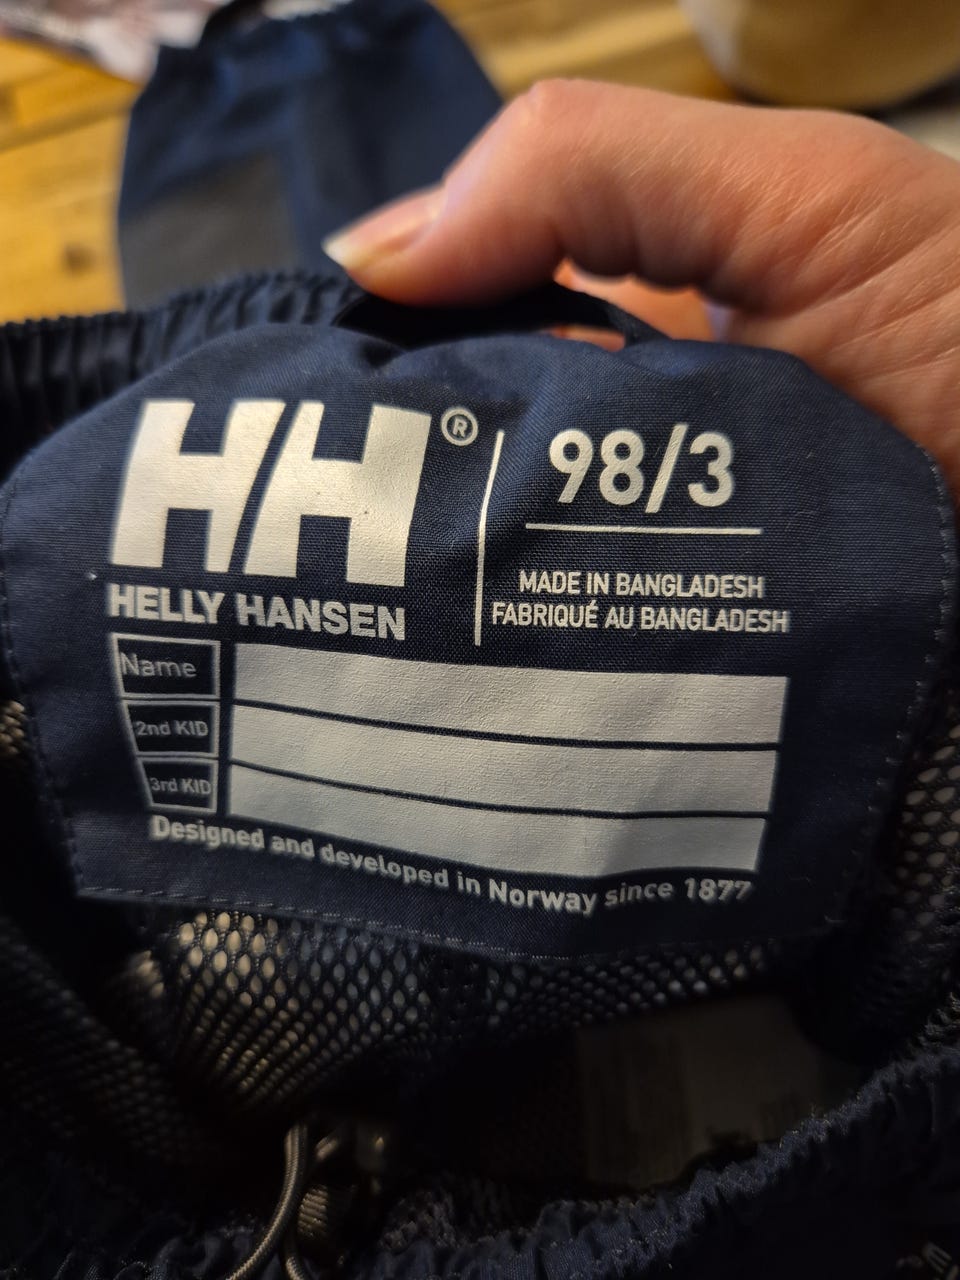 HH®
HELLY HANSEN
98/3
MADE IN BANGLADESH
FABRIQUÉ AU BANGLADESH
Name
2nd KID
3rd KID
Designed and developed in Norway since 1877